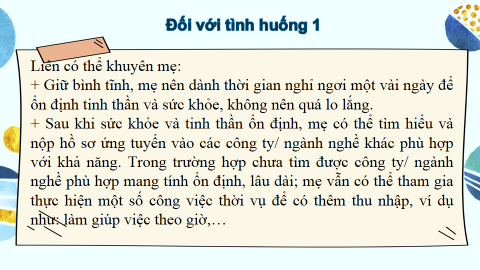 Đối với tình huống 1
Liên có thể khuyên mẹ:
+ Giữ bình tĩnh, mẹ nên dành thời gian nghỉ ngơi một vài ngày để
ổn định tinh thần và sức khỏe, không nên quá lo lắng.
+ Sau khi sức khỏe và tinh thần ổn định, mẹ có thể tìm hiểu và
nộp hồ sơ ứng tuyển vào các công ty/ ngành nghề khác phù hợp
với khả năng. Trong trường hợp chưa tìm được công ty/ ngành
nghề phù hợp mang tính ổn định, lâu dài; mẹ vẫn có thể tham gia
thực hiện một số công việc thời vụ để có thêm thu nhập, ví dụ
như: làm giúp việc theo giờ,…